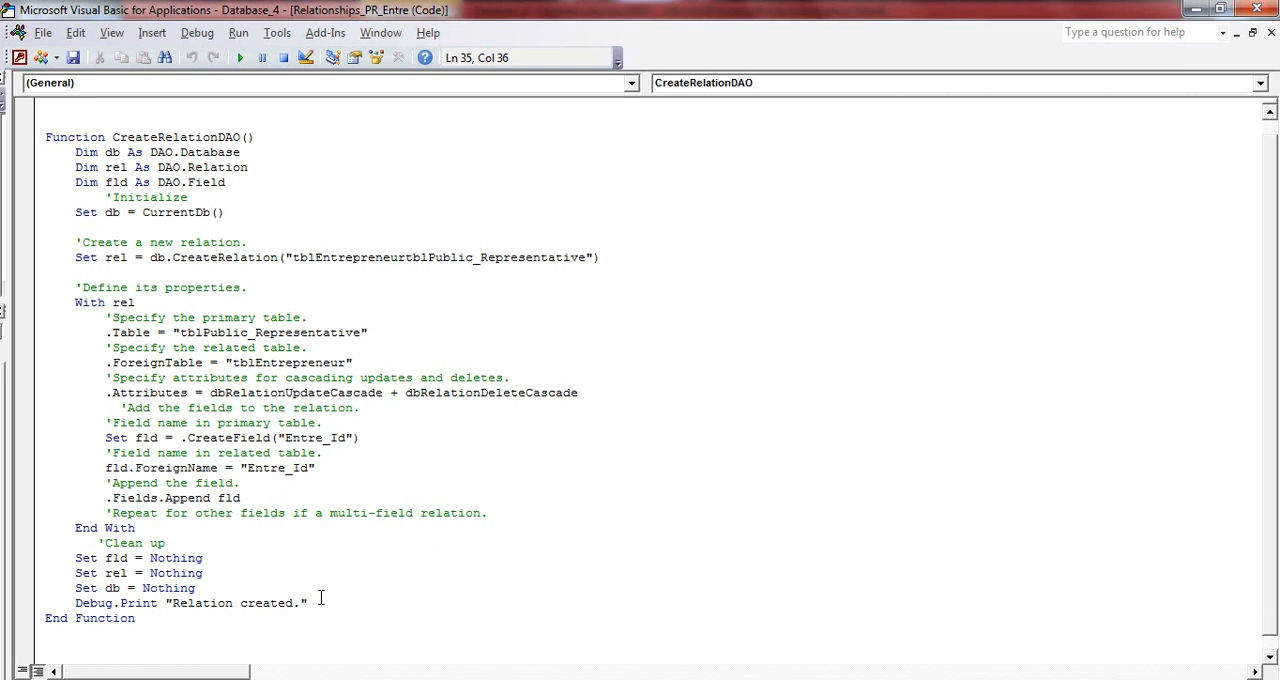 Microsoft Visual Basic for Applications - Database_4 - [Relationships_PR_Entre (Code)]
File Edit View Insert Debug Run Tools Add-Ins Window Help Type a question for help
Ln 35, Col 36
(General) CreateRelationDAO
Function CreateRelationDAO()
Dim db As DAO.Database
Dim rel As DAO.Relation
Dim fld As DAO.Field
'Initialize
Set db = CurrentDb()
'Create a new relation.
Set rel = db.CreateRelation("tblEntrepreneurtblPublic_Representative")
'Define its properties.
With rel
'Specify the primary table.
.Table = "tblPublic_Representative"
'Specify the related table.
.ForeignTable = "tblEntrepreneur"
'Specify attributes for cascading updates and deletes.
.Attributes = dbRelationUpdateCascade + dbRelationDeleteCascade
'Add the fields to the relation.
'Field name in primary table.
Set fld = .CreateField("Entre_Id")
'Field name in related table.
fld.ForeignName = "Entre_Id"
'Append the field.
.Fields.Append fld
'Repeat for other fields if a multi-field relation.
End With
'Clean up
Set fld = Nothing
Set rel = Nothing
Set db = Nothing
Debug.Print "Relation created."
End Function